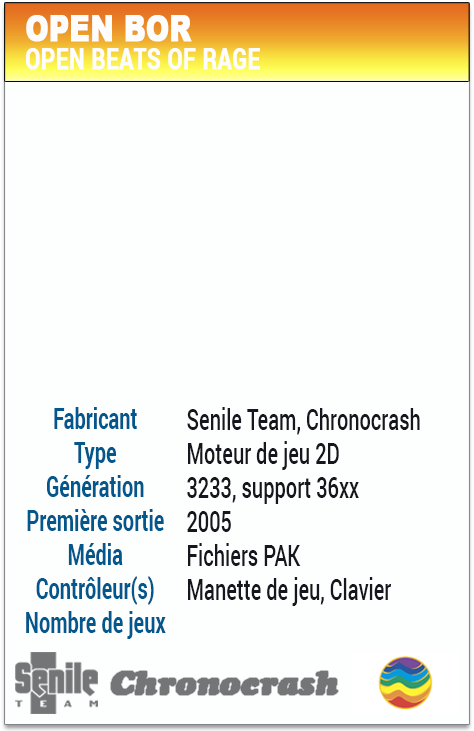 OPEN BOR
OPEN BEATS OF RAGE
Fabricant Senile Team, Chronocrash
Type Moteur de jeu 2D
Génération 3233, support 36xx
Première sortie 2005
Média Fichiers PAK
Contrôleur(s) Manette de jeu, Clavier
Nombre de jeux
Senile Chronocrash
TEAM